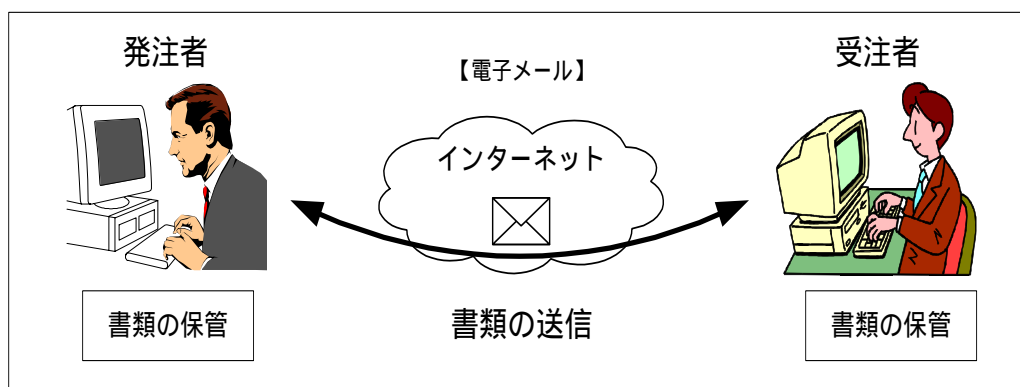 発注者
【電子メール】
受注者
インターネット
書類の保管
書類の送信
書類の保管